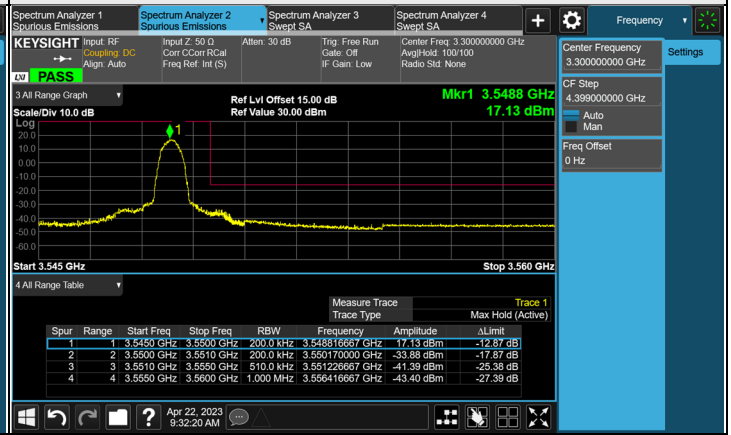 Spectrum Analyzer 1
Spurious Emissions
Spectrum Analyzer 2
Spurious Emissions
Spectrum Analyzer 3
Swept SA
Spectrum Analyzer 4
Swept SA
+
Frequency
KEYSIGHT
Input: RF
Coupling: DC
Align: Auto
Input Z: 50 Ω
Corr CCorr RCal
Freq Ref: Int (S)
Atten: 30 dB
Trig: Free Run
Gate: Off
IF Gain: Low
Center Freq: 3.300000000 GHz
Avg|Hold: 100/100
Radio Std: None
LXI
PASS
Center Frequency
3.300000000 GHz
Settings
CF Step
4.399000000 GHz
Auto
Man
Freq Offset
0 Hz
3 All Range Graph
Scale/Div 10.0 dB
Ref Lvl Offset 15.00 dB
Ref Value 30.00 dBm
Mkr1 3.5488 GHz
17.13 dBm
Log
1
20.0
10.0
0.00
-10.0
-20.0
-30.0
-40.0
-50.0
-60.0
Start 3.545 GHz
Stop 3.560 GHz
4 All Range Table
Measure Trace Trace 1
Trace Type Max Hold (Active)
Spur Range Start Freq Stop Freq RBW Frequency Amplitude ΔLimit
1 1 3.5450 GHz 3.5500 GHz 200.0 kHz 3.548816667 GHz 17.13 dBm -12.87 dB
2 2 3.5500 GHz 3.5510 GHz 200.0 kHz 3.550170000 GHz -33.88 dBm -17.87 dB
3 3 3.5510 GHz 3.5550 GHz 510.0 kHz 3.551226667 GHz -41.39 dBm -25.38 dB
4 4 3.5550 GHz 3.5600 GHz 1.000 MHz 3.556416667 GHz -43.40 dBm -27.39 dB
?
Apr 22, 2023
9:32:20 AM